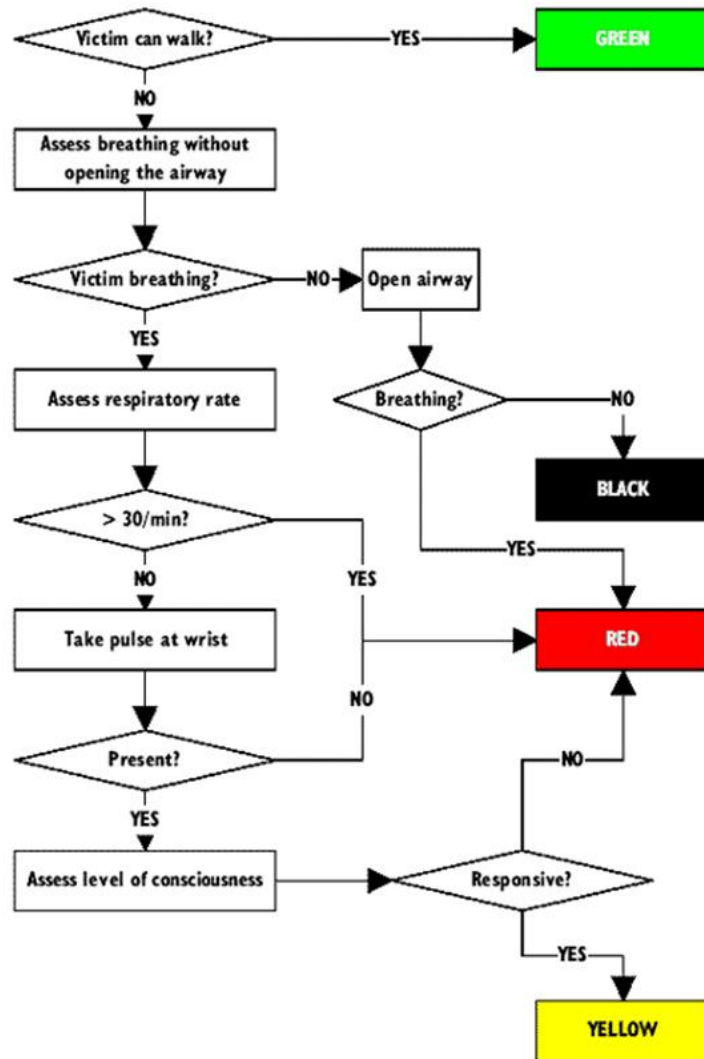 Victim can walk?
YES
GREEN
NO
Assess breathing without
opening the airway
Victim breathing?
NO
Open airway
YES
Assess respiratory rate
Breathing?
NO
BLACK
> 30/min?
YES
YES
NO
Take pulse at wrist
RED
NO
Present?
NO
YES
Assess level of consciousness
Responsive?
YES
YELLOW